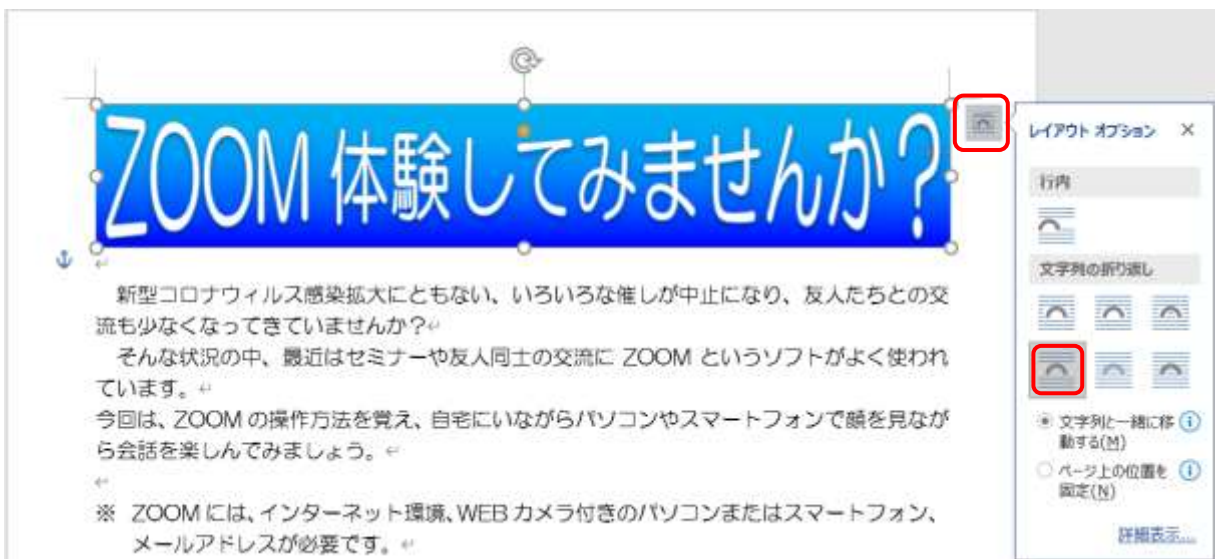 ZOOM 体験してみませんか？
レイアウト オプション ×
行内
文字列の折り返し
新型コロナウィルス感染拡大にともない、いろいろな催しが中止になり、友人たちとの交
流も少なくなってきていませんか？
そんな状況の中、最近はセミナーや友人同士の交流に ZOOM というソフトがよく使われ
ています。
今回は、ZOOM の操作方法を覚え、自宅にいながらパソコンやスマートフォンで顔を見なが
ら会話を楽しんでみましょう。
※ ZOOM には、インターネット環境、WEB カメラ付きのパソコンまたはスマートフォン、
メールアドレスが必要です。
文字列と一緒に移
動する(M)
ページ上の位置を
固定(N)
詳細表示...